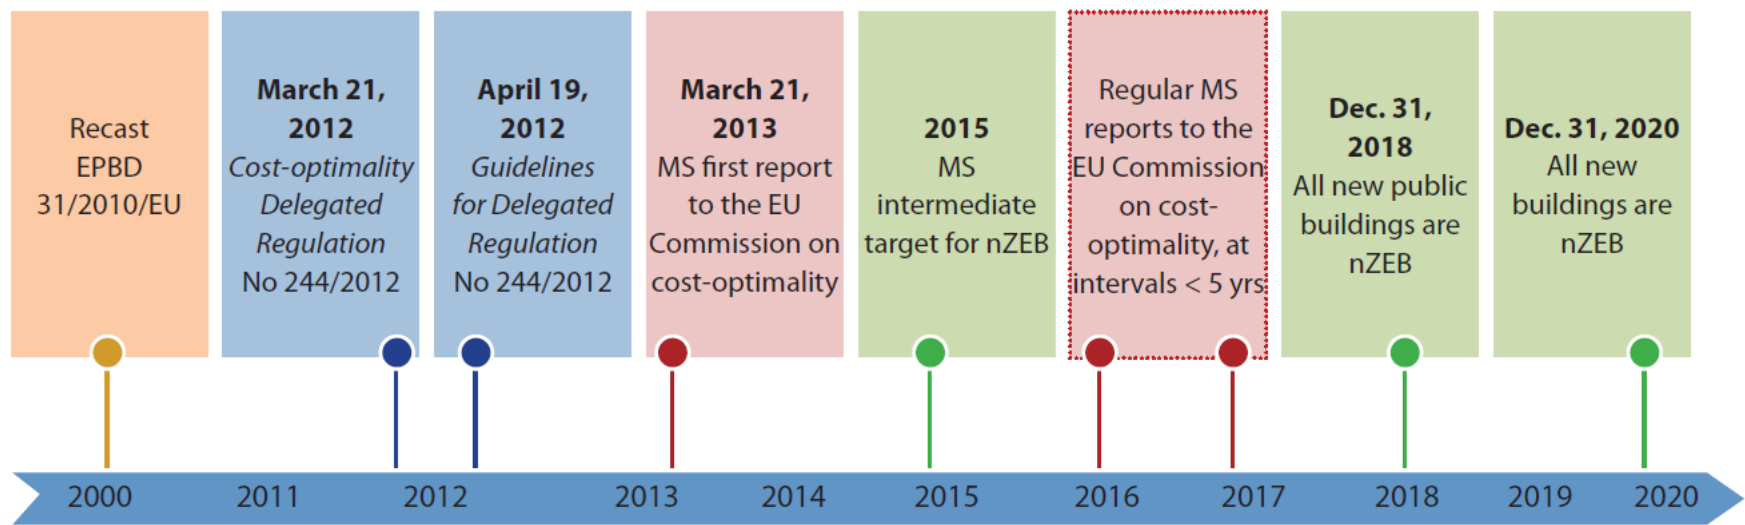 Recast
EPBD
31/2010/EU
March 21,
2012
Cost-optimality
Delegated
Regulation
No 244/2012
April 19,
2012
Guidelines
for Delegated
Regulation
No 244/2012
March 21,
2013
MS first report
to the EU
Commission on
cost-optimality
2015
MS
intermediate
target for nZEB
Regular MS
reports to the
EU Commission
on cost-
optimality, at
intervals < 5 yrs
Dec. 31,
2018
All new public
buildings are
nZEB
Dec. 31, 2020
All new
buildings are
nZEB
2000 2011 2012 2013 2014 2015 2016 2017 2018 2019 2020